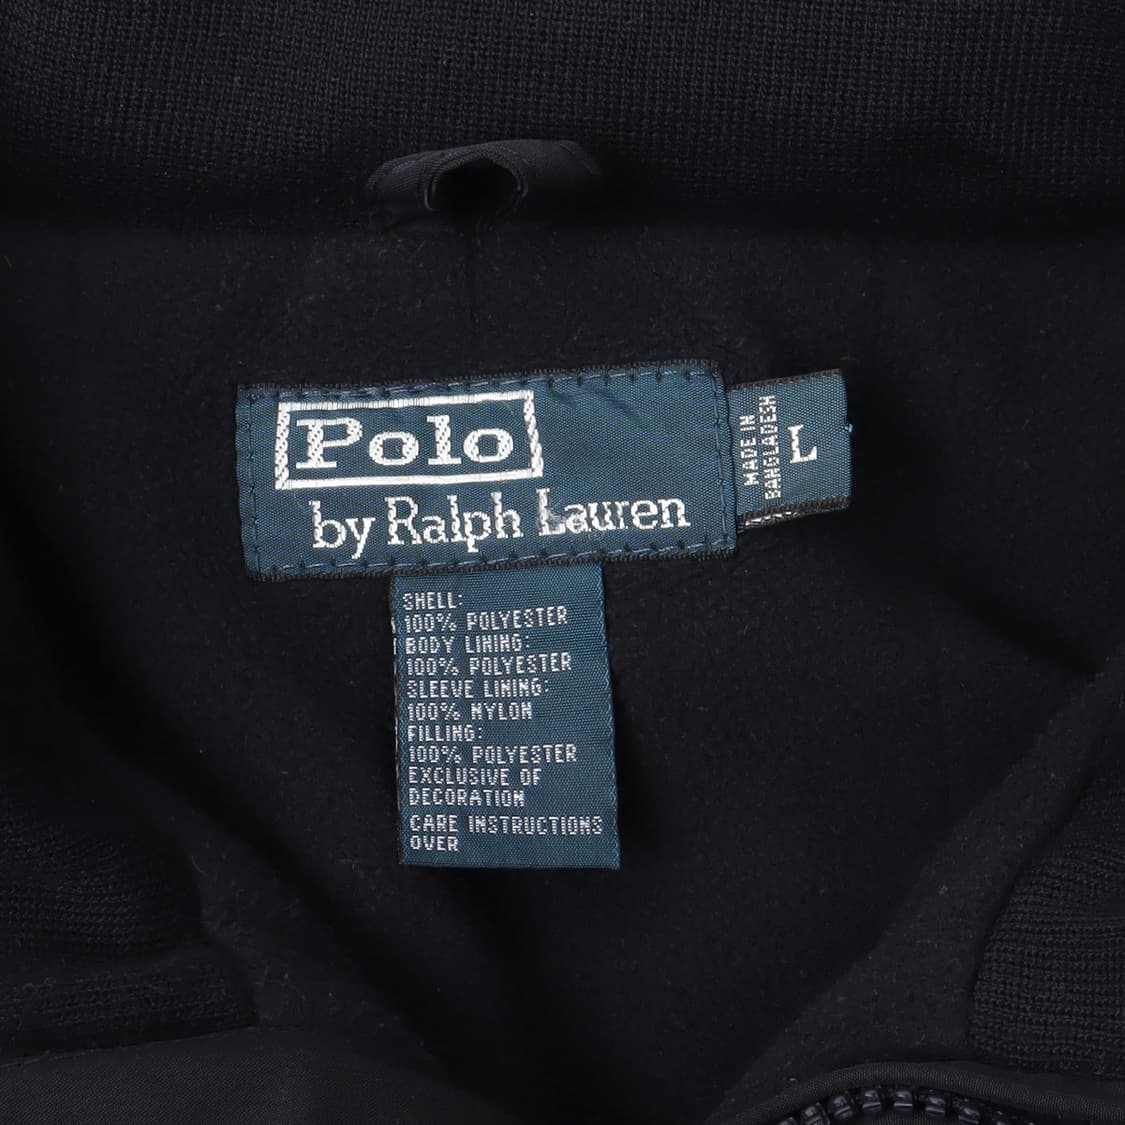 Polo
by Ralph Lauren
MADE IN
BANGLADESH
L
SHELL:
100% POLYESTER
BODY LINING:
100% POLYESTER
SLEEVE LINING:
100% NYLON
FILLING:
100% POLYESTER
EXCLUSIVE OF
DECORATION
CARE INSTRUCTIONS
OVER